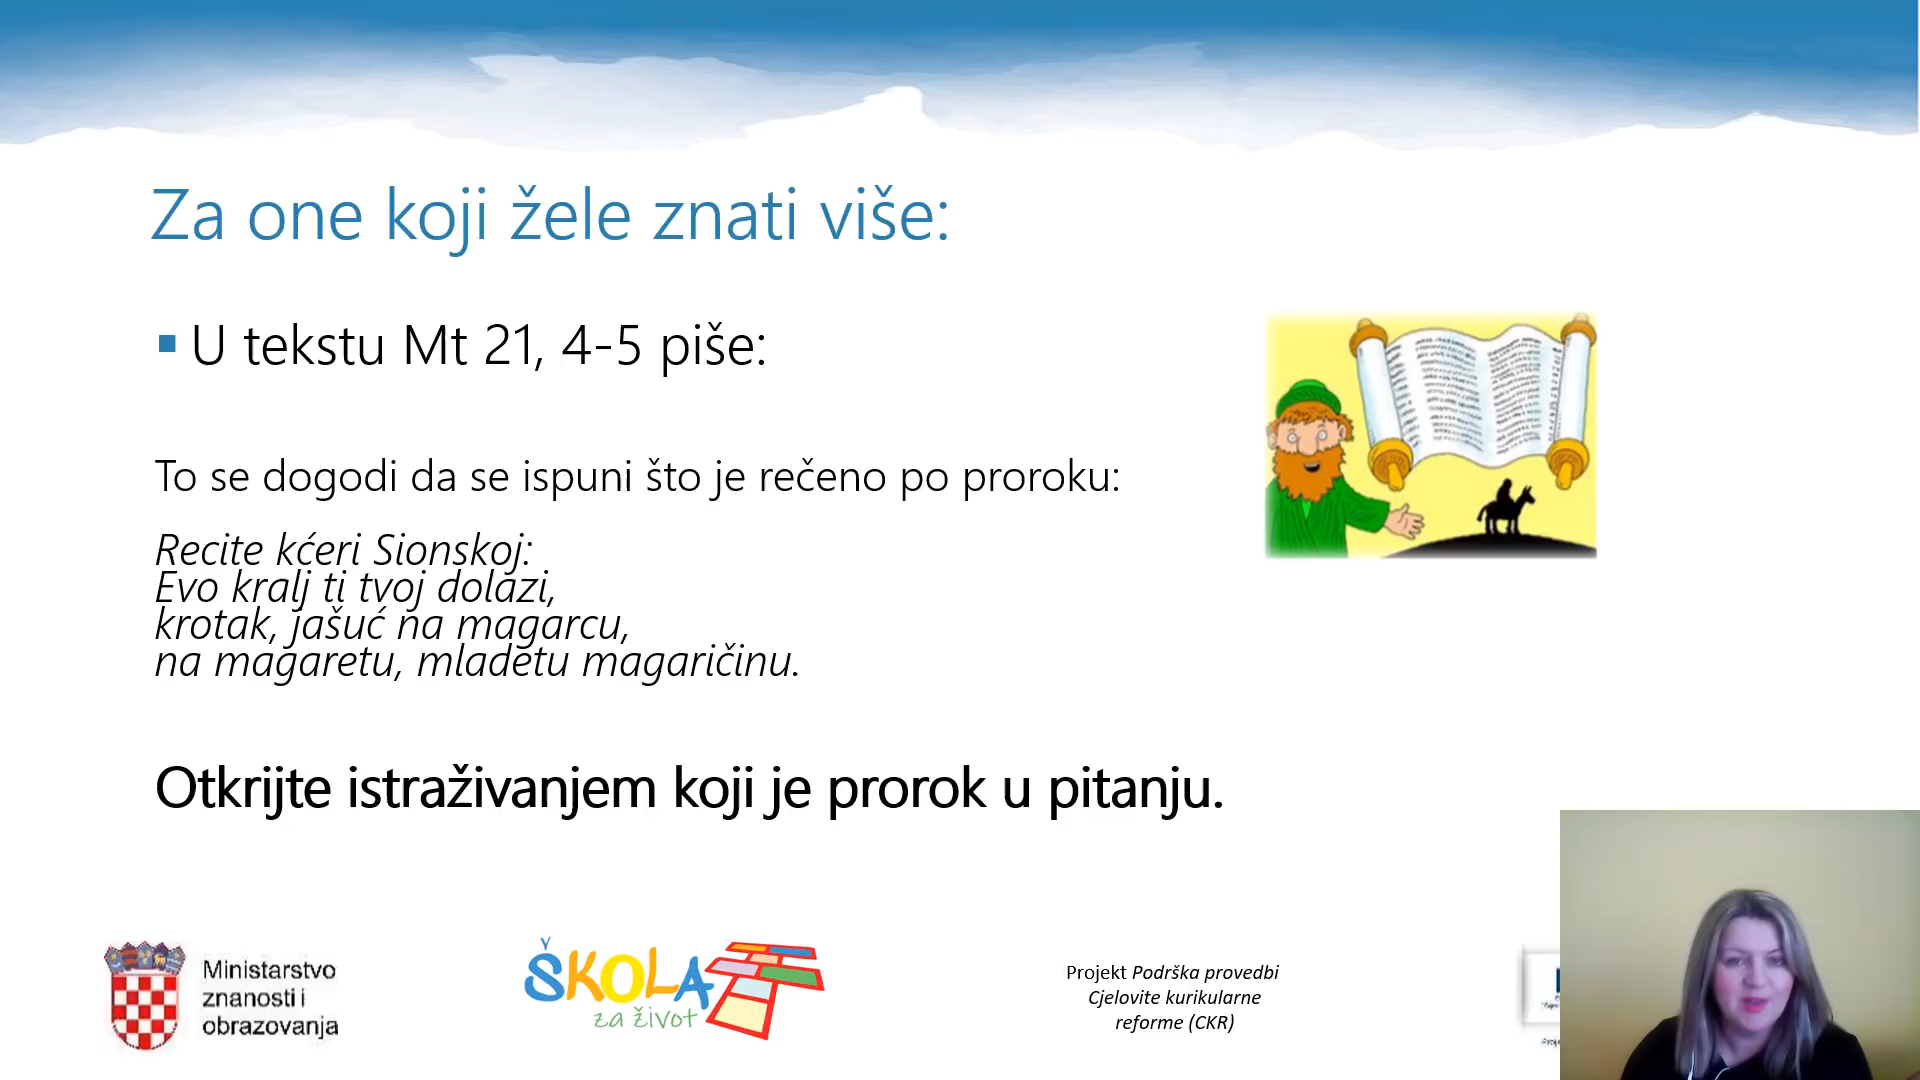 Za one koji žele znati više:
▪ U tekstu Mt 21, 4-5 piše:
To se dogodi da se ispuni što je rečeno po proroku:
Recite kćeri Sionskoj:
Evo kralj ti tvoj dolazi,
krotak, jašuć na magarcu,
na magaretu, mladetu magaričinu.
Otkrijte istraživanjem koji je prorok u pitanju.
Ministarstvo
znanosti i
obrazovanja
ŠKOLA
za život
Projekt Podrška provedbi
Cjelovite kurikularne
reforme (CKR)